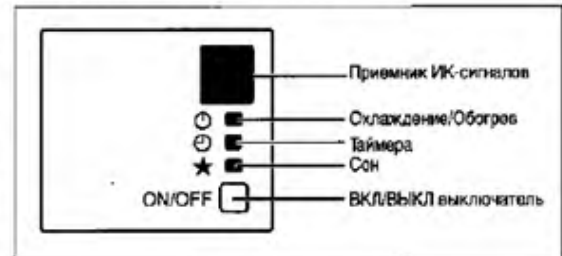 Приемник ИК-сигналов
Охлаждение/Обогрев
Таймера
Сон
ON/OFF ВКЛ/ВЫКЛ выключатель